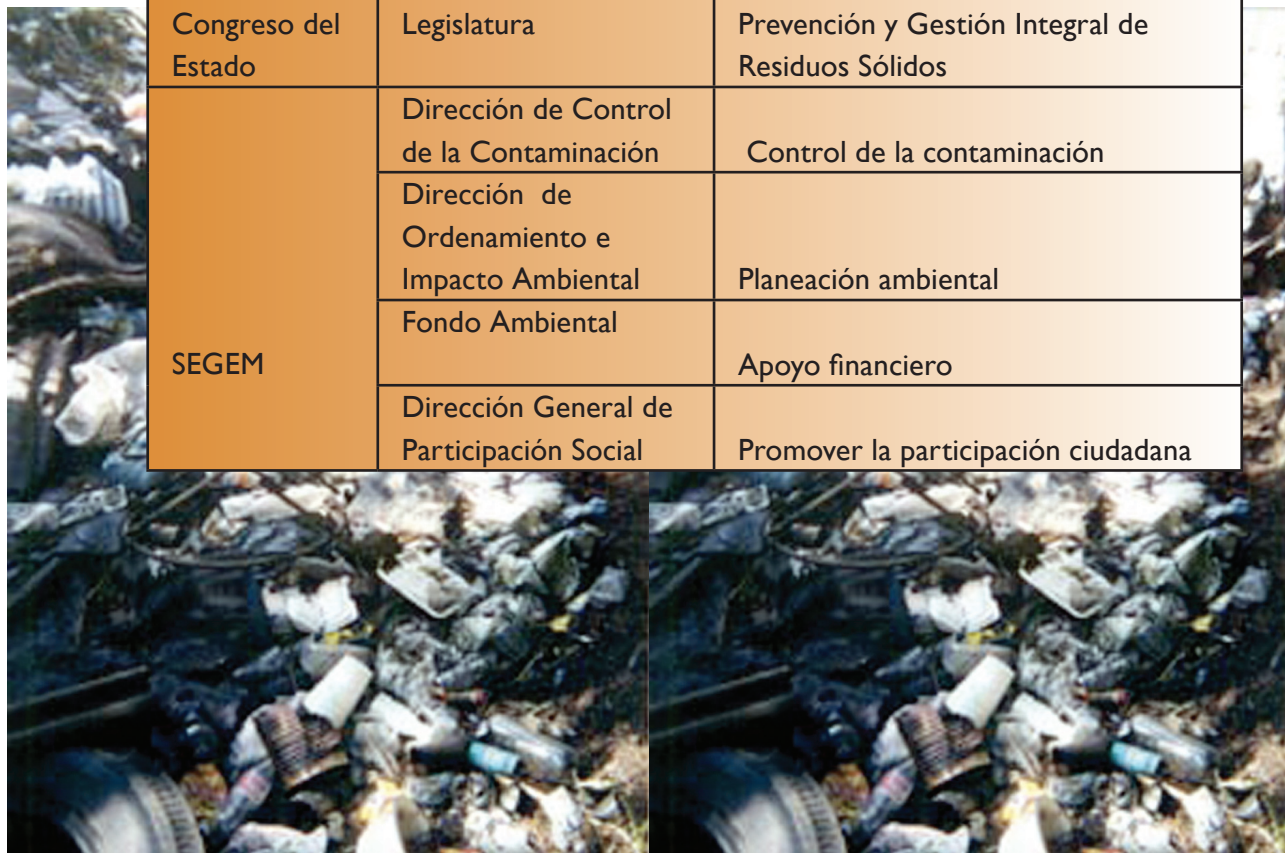 Congreso del Estado
Legislatura
Prevención y Gestión Integral de Residuos Sólidos
SEGEM
Dirección de Control de la Contaminación
Control de la contaminación
Dirección de Ordenamiento e Impacto Ambiental
Planeación ambiental
Fondo Ambiental
Apoyo financiero
Dirección General de Participación Social
Promover la participación ciudadana